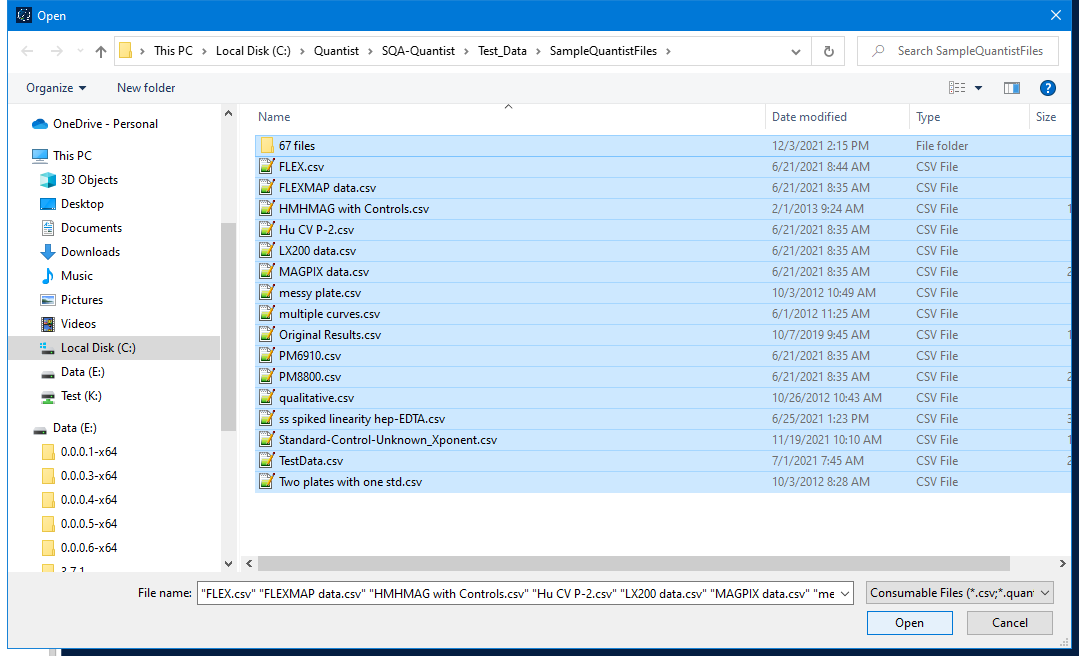 Open
This PC > Local Disk (C:) > Quantist > SQA-Quantist > Test_Data > SampleQuantistFiles >
Search SampleQuantistFiles
Organize New folder ?
Name Date modified Type Size
OneDrive - Personal
This PC
3D Objects
Desktop
Documents
Downloads
Music
Pictures
Videos
Local Disk (C:)
Data (E:)
Test (K:)
Data (E:)
0.0.0.1-x64
0.0.0.3-x64
0.0.0.4-x64
0.0.0.5-x64
0.0.0.6-x64
3.7.1
67 files 12/3/2021 2:15 PM File folder
FLEX.csv 6/21/2021 8:44 AM CSV File
FLEXMAP data.csv 6/21/2021 8:35 AM CSV File
HMHMAG with Controls.csv 2/1/2013 9:24 AM CSV File 1
Hu CV P-2.csv 6/21/2021 8:35 AM CSV File
LX200 data.csv 6/21/2021 8:35 AM CSV File
MAGPIX data.csv 6/21/2021 8:35 AM CSV File 2
messy plate.csv 10/3/2012 10:49 AM CSV File
multiple curves.csv 6/1/2012 11:25 AM CSV File
Original Results.csv 10/7/2019 9:45 AM CSV File 1
PM6910.csv 6/21/2021 8:35 AM CSV File
PM8800.csv 6/21/2021 8:35 AM CSV File 2
qualitative.csv 10/26/2012 10:43 AM CSV File
ss spiked linearity hep-EDTA.csv 6/25/2021 1:23 PM CSV File 3
Standard-Control-Unknown_Xponent.csv 11/19/2021 10:10 AM CSV File 1
TestData.csv 7/1/2021 7:45 AM CSV File 2
Two plates with one std.csv 10/3/2012 8:28 AM CSV File
File name: "FLEX.csv" "FLEXMAP data.csv" "HMHMAG with Controls.csv" "Hu CV P-2.csv" "LX200 data.csv" "MAGPIX data.csv" "me
Consumable Files (*.csv;*.quan
Open Cancel